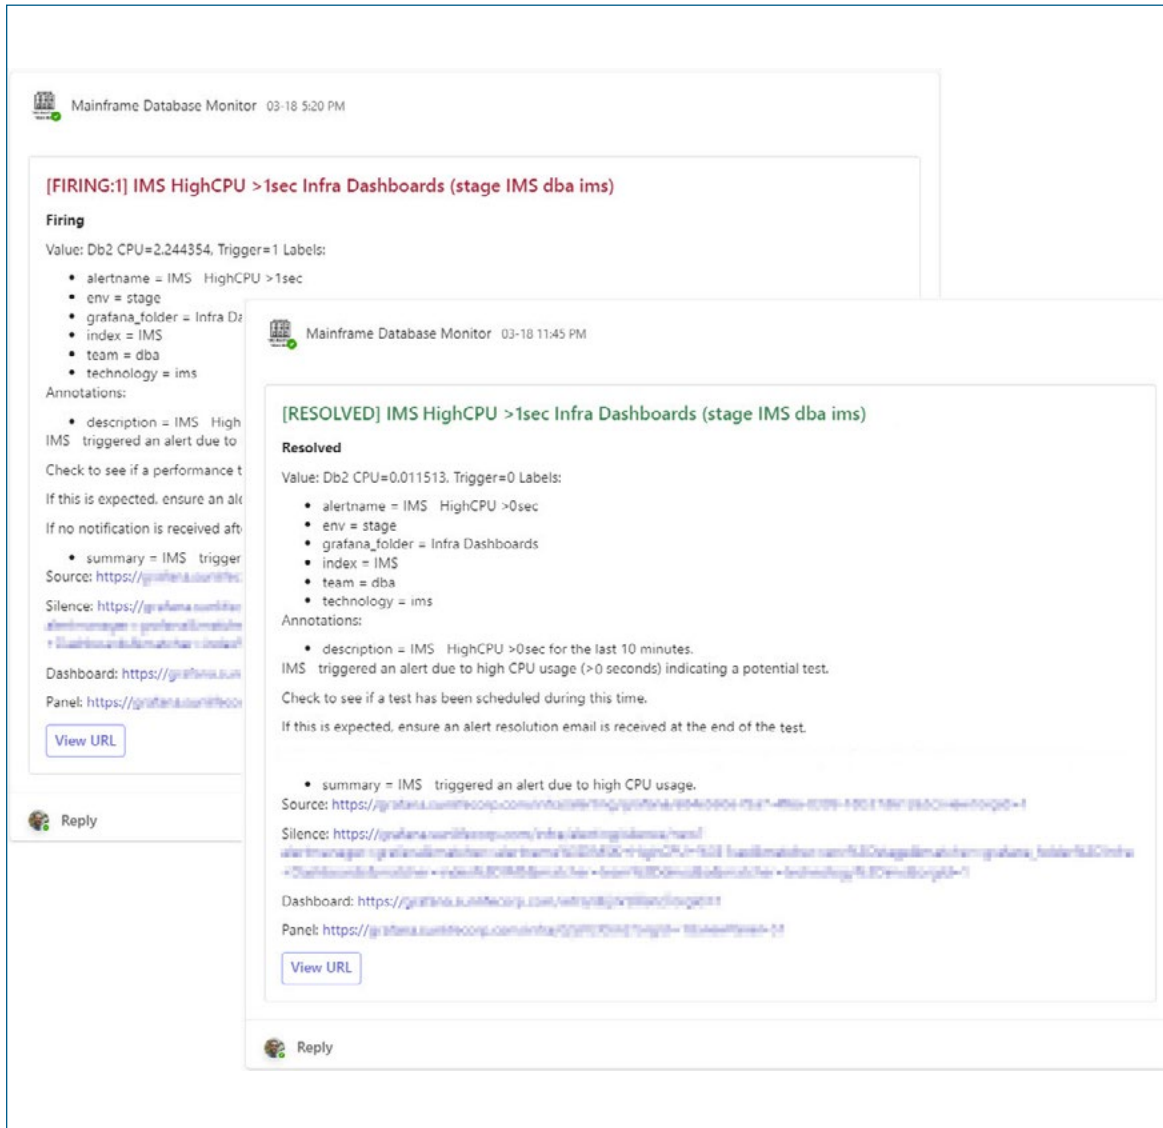 Mainframe Database Monitor 03-18 5:20 PM
[FIRING:1] IMS HighCPU >1sec Infra Dashboards (stage IMS dba ims)
Firing
Value: Db2 CPU=2.244354, Trigger=1 Labels:
• alertname = IMS HighCPU >1sec
• env = stage
• grafana_folder = Infra Da
• index = IMS
• team = dba
• technology = ims
Annotations:
• description = IMS High
IMS triggered an alert due to
Check to see if a performance t
If this is expected, ensure an ale
If no notification is received afte
• summary = IMS trigger
Source: https://
Silence: https://
Dashboard: https://
Panel: https://
View URL
Reply
Mainframe Database Monitor 03-18 11:45 PM
[RESOLVED] IMS HighCPU >1sec Infra Dashboards (stage IMS dba ims)
Resolved
Value: Db2 CPU=0.011513, Trigger=0 Labels:
• alertname = IMS HighCPU >0sec
• env = stage
• grafana_folder = Infra Dashboards
• index = IMS
• team = dba
• technology = ims
Annotations:
• description = IMS HighCPU >0sec for the last 10 minutes.
IMS triggered an alert due to high CPU usage (>0 seconds) indicating a potential test.
Check to see if a test has been scheduled during this time.
If this is expected, ensure an alert resolution email is received at the end of the test.
• summary = IMS triggered an alert due to high CPU usage.
Source: https://
Silence: https://
Dashboard: https://
Panel: https://
View URL
Reply